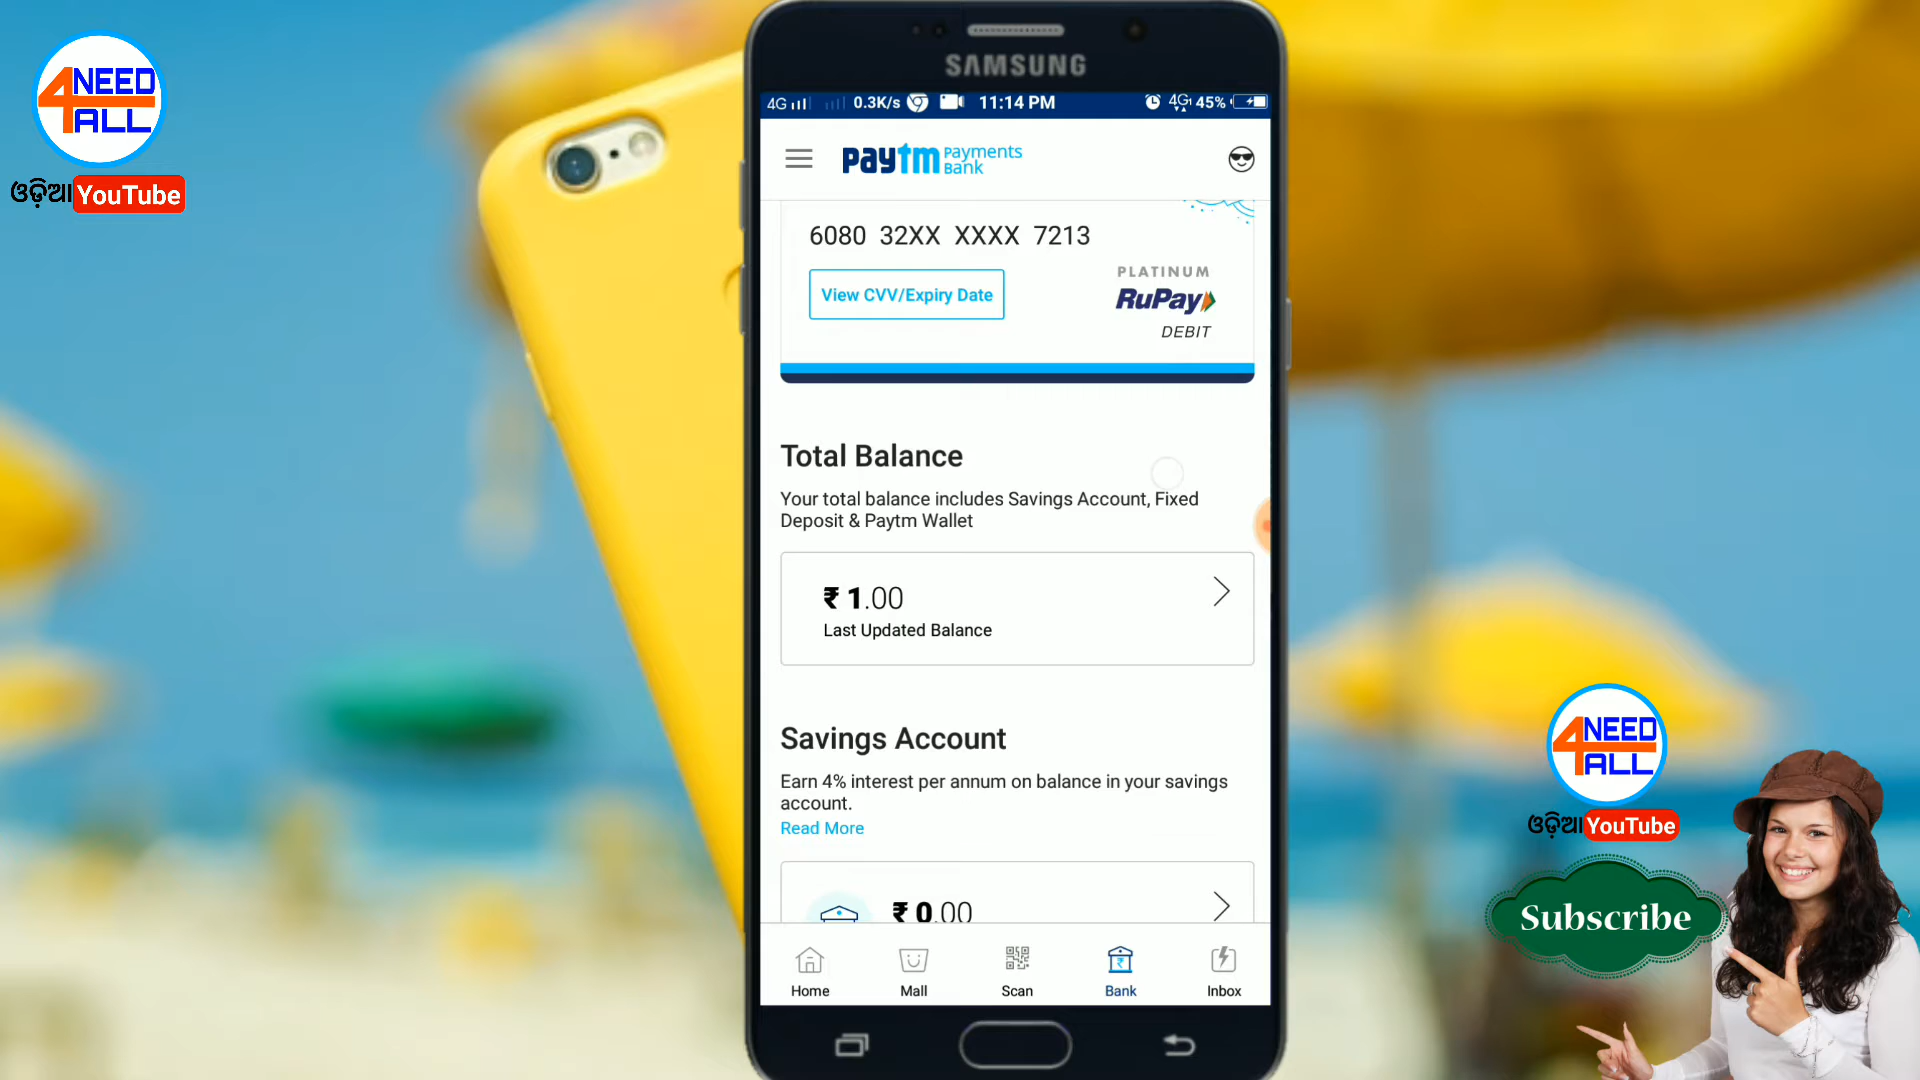 4NEED
ALL
ଓଡ଼ିଆ YouTube
SAMSUNG
4G 0.3K/s 11:14 PM 4G 45%
paytm Payments Bank
6080 32XX XXXX 7213
View CVV/Expiry Date
PLATINUM
RuPay
DEBIT
Total Balance
Your total balance includes Savings Account, Fixed
Deposit & Paytm Wallet
₹ 1.00
Last Updated Balance
Savings Account
Earn 4% interest per annum on balance in your savings
account.
Read More
₹ 0.00
Home Mall Scan Bank Inbox
4NEED
ALL
ଓଡ଼ିଆ YouTube
Subscribe